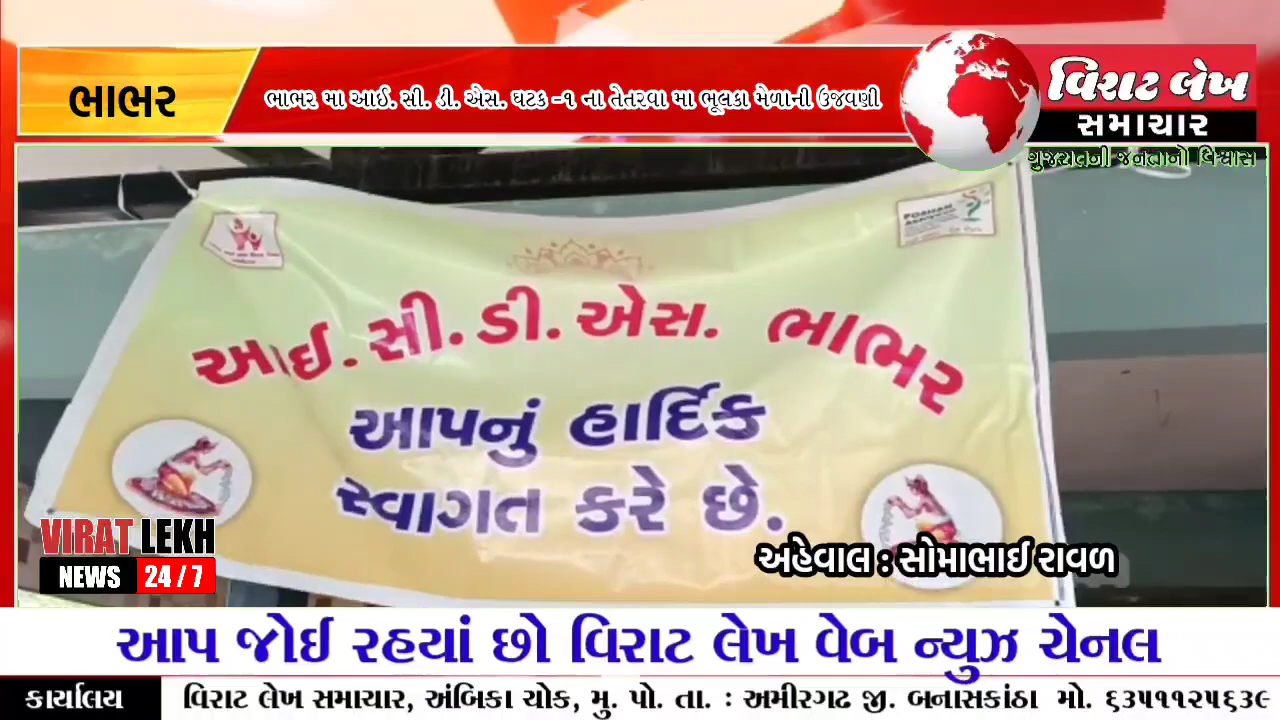 ભાભર
ભાભર મા આઈ. સી. ડી. એસ. ઘટક -૧ ના તેતરવા મા ભૂલકા મેળાની ઉજવણી
વિરાટ લેખ
સમાચાર
ગુજરાતની જનતાનો વિશ્વાસ
POSHAN
આઈ.સી.ડી.એસ. ભાભર
આપનું હાર્દિક
સ્વાગત કરે છે.
VIRAT LEKH
NEWS 24/7
અહેવાલ : સોમાભાઈ રાવળ
આપ જોઈ રહયાં છો વિરાટ લેખ વેબ ન્યુઝ ચેનલ
કાર્યાલય વિરાટ લેખ સમાચાર, અંબિકા ચોક, મુ. પો. તા. : અમીરગઢ જી. બનાસકાંઠા મો. ૬૩૫૧૧૨૫૬૩૯